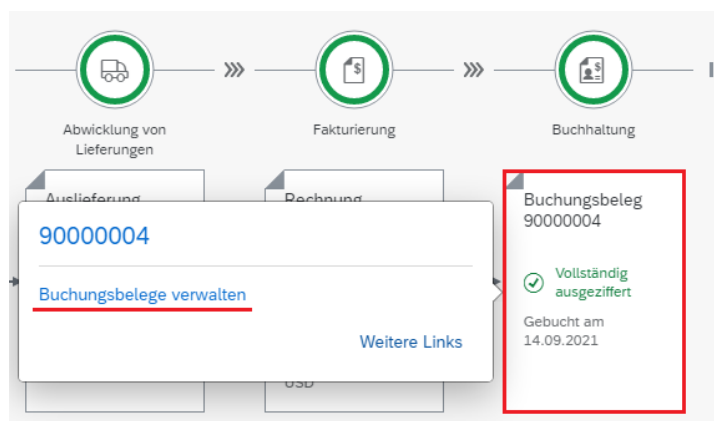 Abwicklung von
Lieferungen
Fakturierung
Buchhaltung
Auslieferung
Rechnung
Buchungsbeleg
90000004
Vollständig
ausgeziffert
Gebucht am
14.09.2021
90000004
Buchungsbelege verwalten
Weitere Links
USD